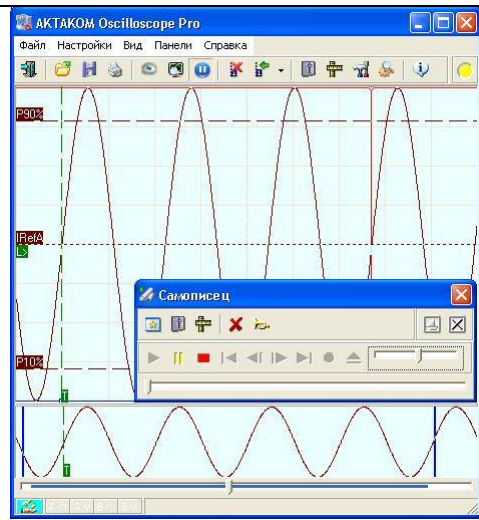 AKTAKOM Oscilloscope Pro
Файл Настройки Вид Панели Справка
P90%
RefA
Самописец
P10%
T
T